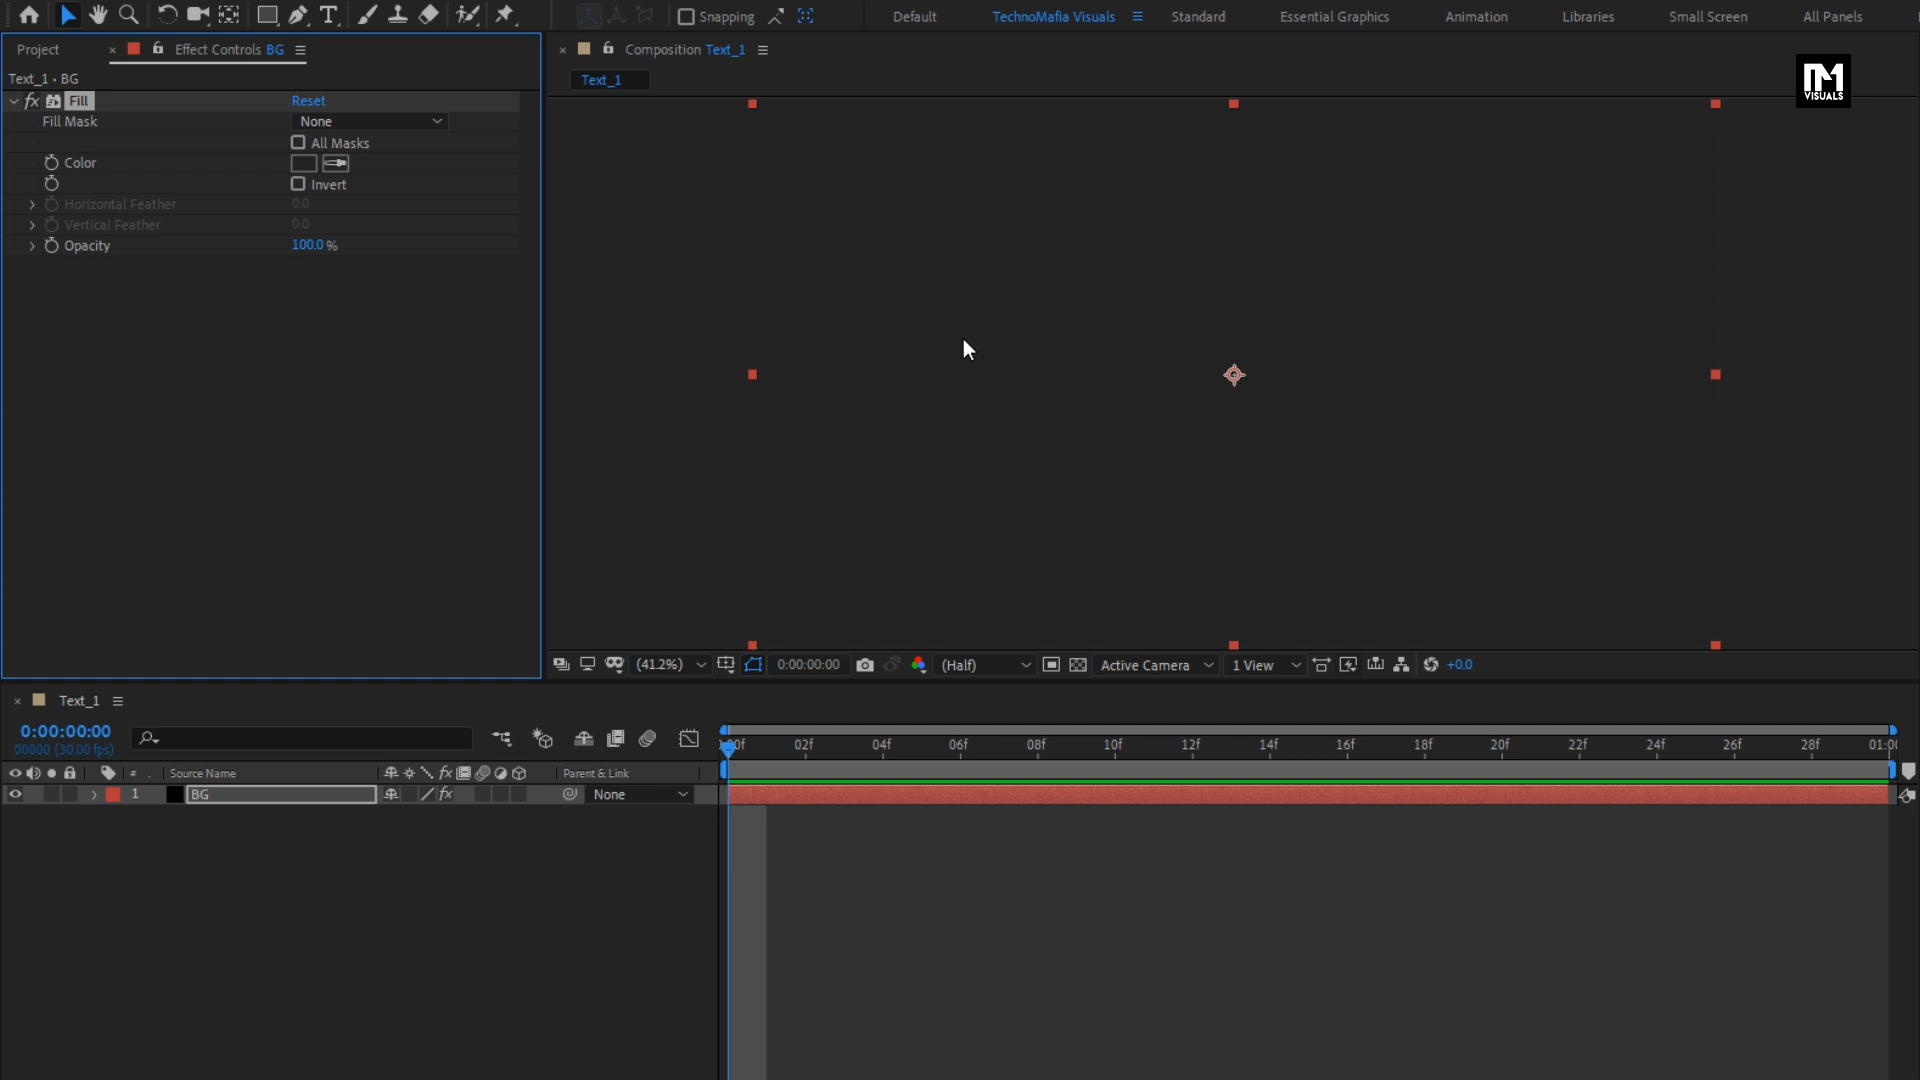 Snapping
Default
TechnoMafia Visuals
Standard
Essential Graphics
Animation
Libraries
Small Screen
All Panels
Project
Effect Controls BG
Composition Text_1
Text_1 • BG
Text_1
VISUALS
fx Fill
Reset
Fill Mask
None
All Masks
Color
Invert
Horizontal Feather
0.0
Vertical Feather
0.0
Opacity
100.0 %
(41.2%)
0:00:00:00
(Half)
Active Camera
1 View
+0.0
Text_1
0:00:00:00
00000 (30.00 fps)
02f 04f 06f 08f 10f 12f 14f 16f 18f 20f 22f 24f 26f 28f
# . Source Name
fx
Parent & Link
1
BG
fx
None